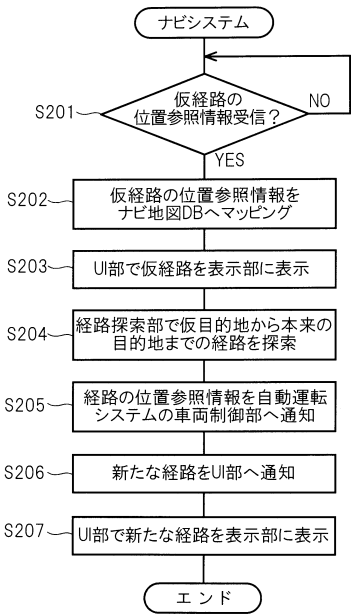 ナビシステム
S201
仮経路の
位置参照情報受信?
NO
YES
S202
仮経路の位置参照情報を
ナビ地図DBへマッピング
S203
UI部で仮経路を表示部に表示
S204
経路探索部で仮目的地から本来の
目的地までの経路を探索
S205
経路の位置参照情報を自動運転
システムの車両制御部へ通知
S206
新たな経路をUI部へ通知
S207
UI部で新たな経路を表示部に表示
エンド